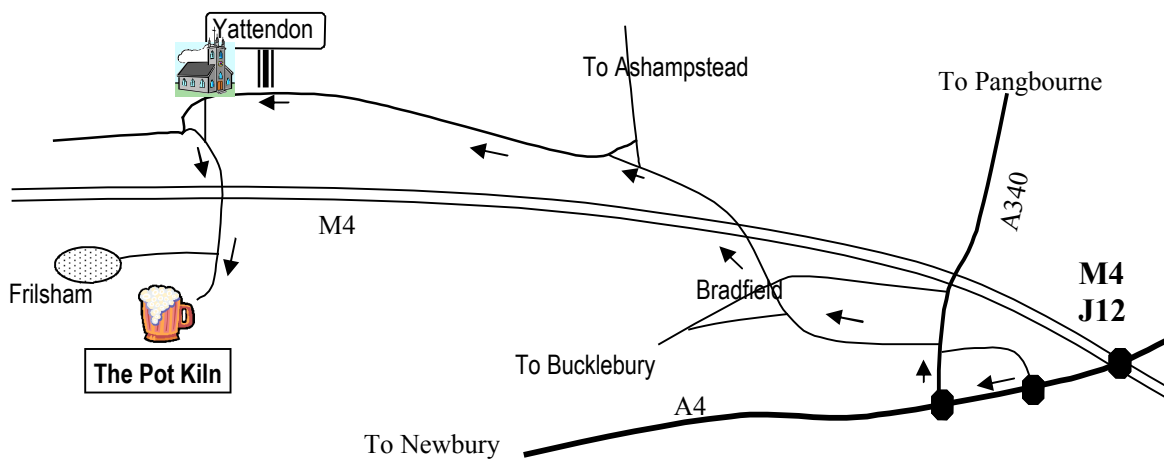 Yattendon
To Ashampstead
To Pangbourne
A340
M4
M4
J12
Bradfield
Frilsham
The Pot Kiln
To Bucklebury
A4
To Newbury